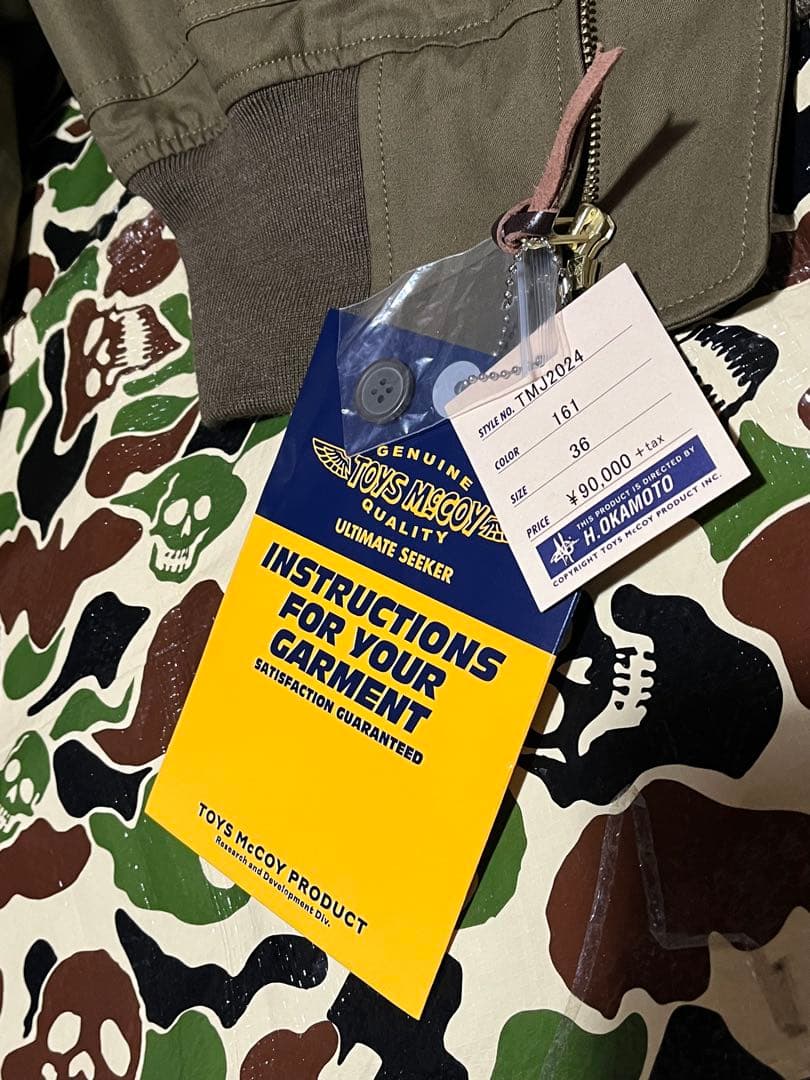 GENUINE
TOYS McCOY
QUALITY
ULTIMATE SEEKER
INSTRUCTIONS
FOR YOUR
GARMENT
SATISFACTION GUARANTEED
TOYS McCOY PRODUCT
Research and Development Div.
STYLE NO. TMJ2024
COLOR 161
SIZE 36
PRICE ¥90,000 +tax
THIS PRODUCT IS DIRECTED BY
H.OKAMOTO
COPYRIGHT TOYS McCOY PRODUCT INC.